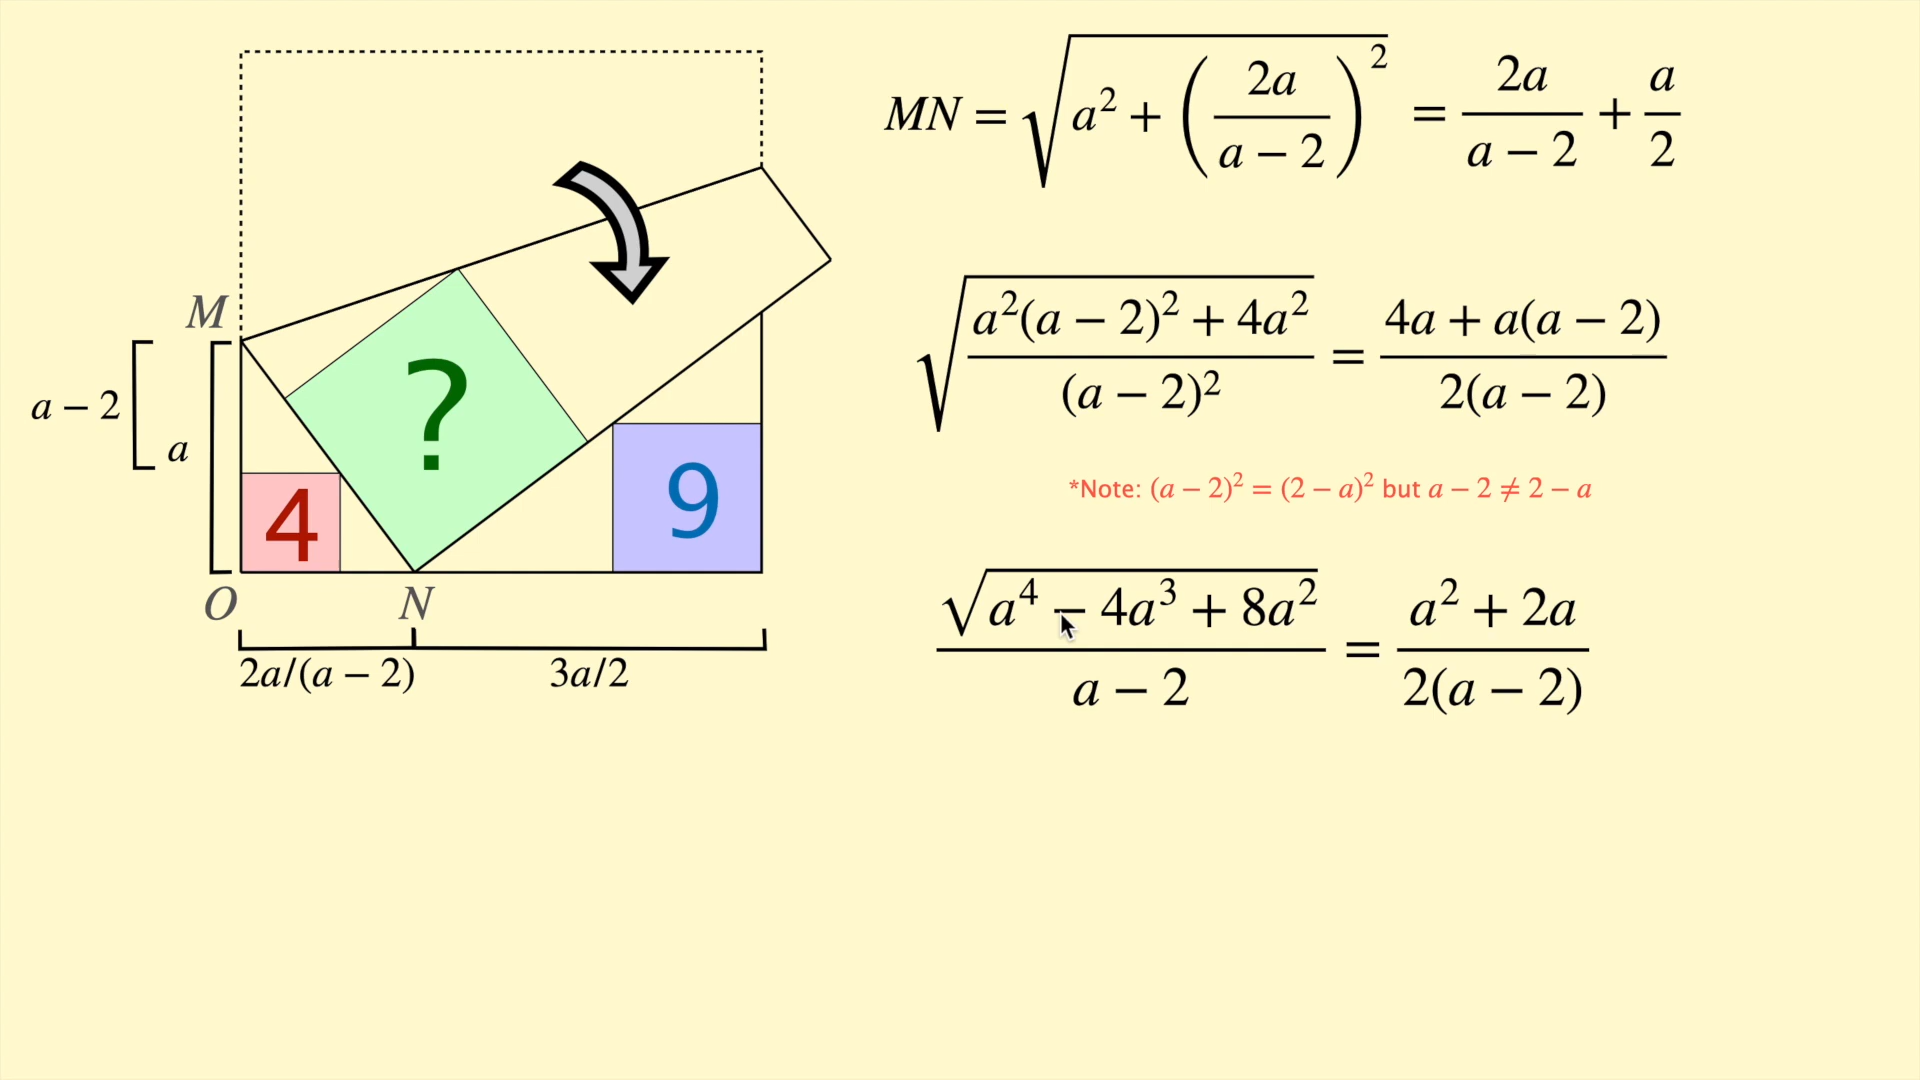 MN = √(a² + (2a/(a − 2))²) = 2a/(a − 2) + a/2
√((a²(a − 2)² + 4a²)/((a − 2)²)) = (4a + a(a − 2))/(2(a − 2))
*Note: (a − 2)² = (2 − a)² but a − 2 ≠ 2 − a
√(a⁴ − 4a³ + 8a²)/(a − 2) = (a² + 2a)/(2(a − 2))
M
a − 2
a
?
4
9
O
N
2a/(a − 2)
3a/2